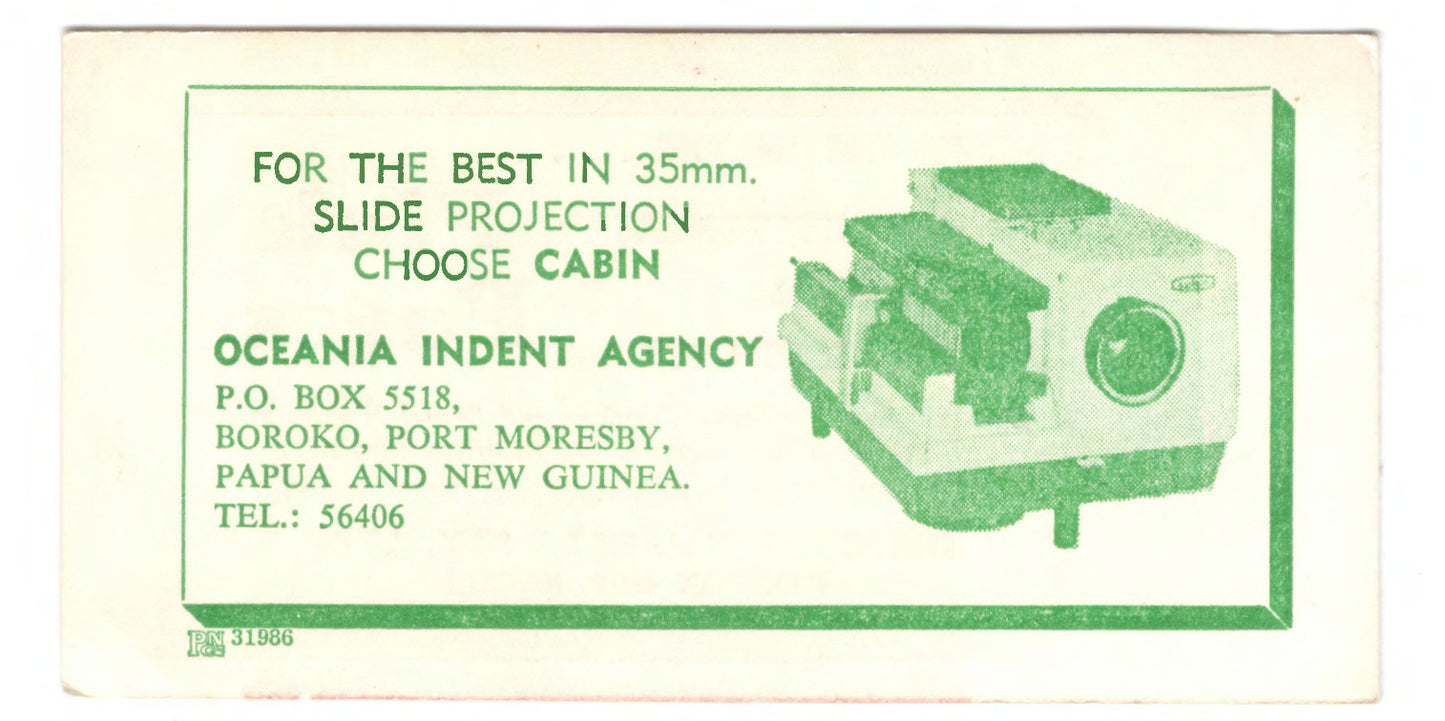 FOR THE BEST IN 35mm.
SLIDE PROJECTION
CHOOSE CABIN
OCEANIA INDENT AGENCY
P.O. BOX 5518,
BOROKO, PORT MORESBY,
PAPUA AND NEW GUINEA.
TEL.: 56406
31986